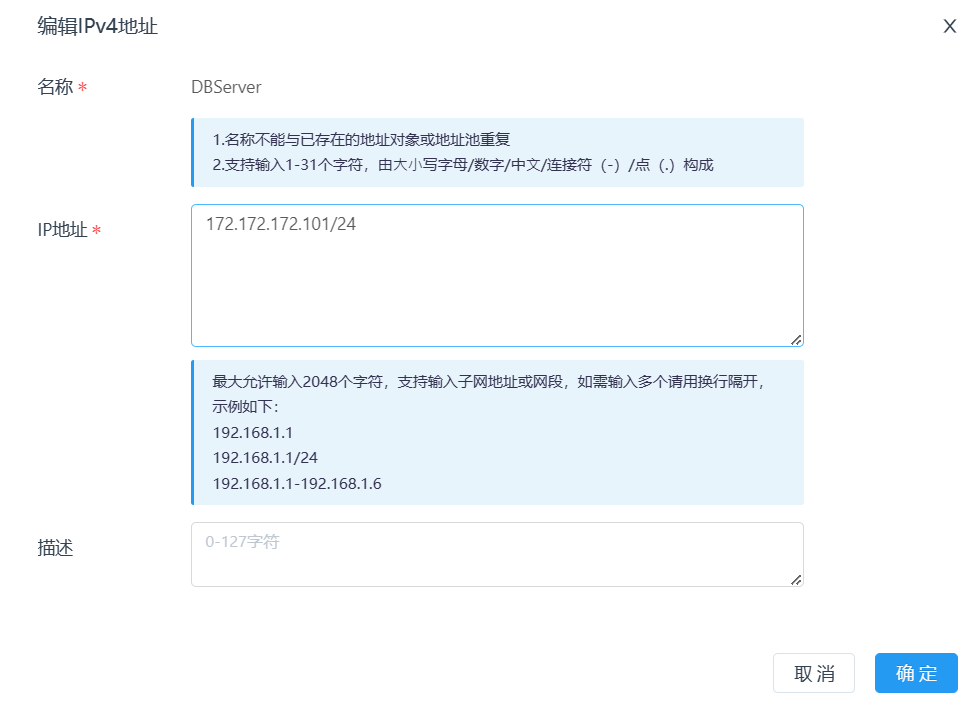 编辑IPv4地址
X
名称 *
DBServer
1.名称不能与已存在的地址对象或地址池重复
2.支持输入1-31个字符，由大小写字母/数字/中文/连接符（-）/点（.）构成
IP地址 *
172.172.172.101/24
最大允许输入2048个字符，支持输入子网地址或网段，如需输入多个请用换行隔开，
示例如下：
192.168.1.1
192.168.1.1/24
192.168.1.1-192.168.1.6
描述
0-127字符
取消
确定